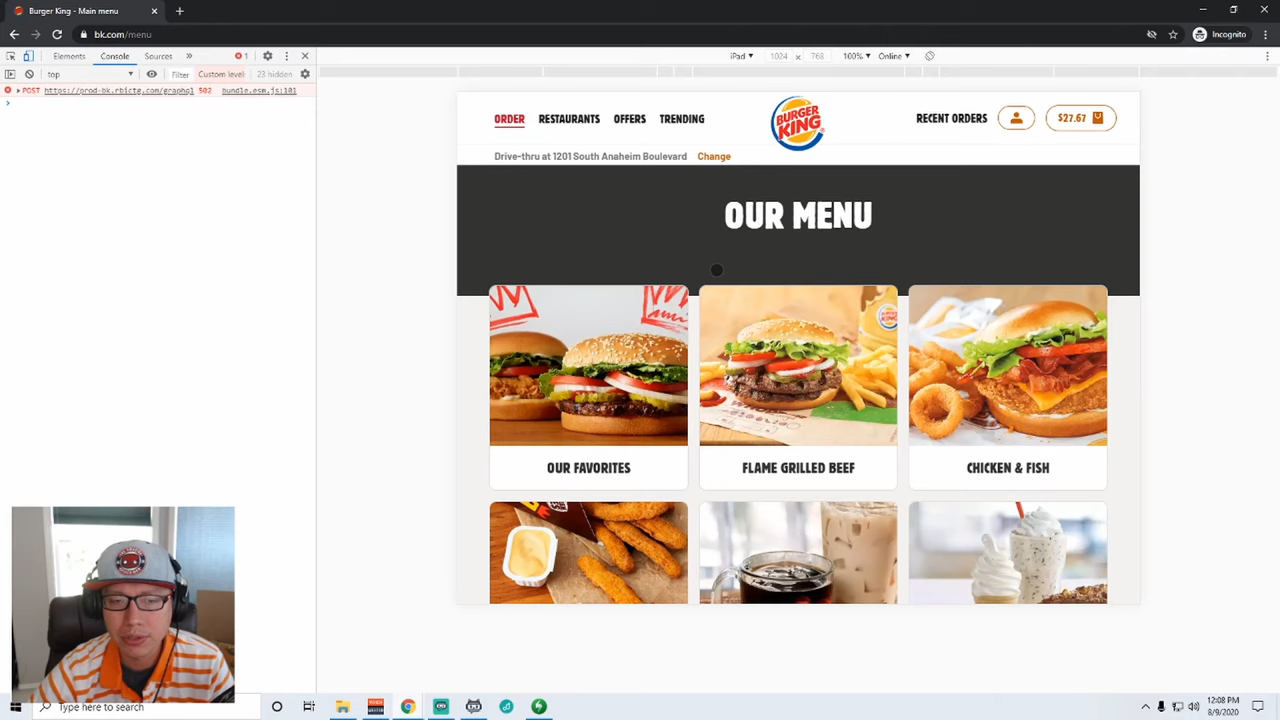 Burger King - Menu
bk.com/menu
Incognito
Elements Console Sources » 1
iPad 1024 x 768 100% Online
top Filter Custom level 23 hidden
POST https://prod-bk.rbictg.com/graphql 502 bundle.esm.js:101
ORDER RESTAURANTS OFFERS TRENDING
BURGER KING
RECENT ORDERS $27.67
Drive-thru at 1201 South Anaheim Boulevard Change
OUR MENU
OUR FAVORITES
FLAME GRILLED BEEF
CHICKEN & FISH
Type here to search
12:08 PM
8/9/2020